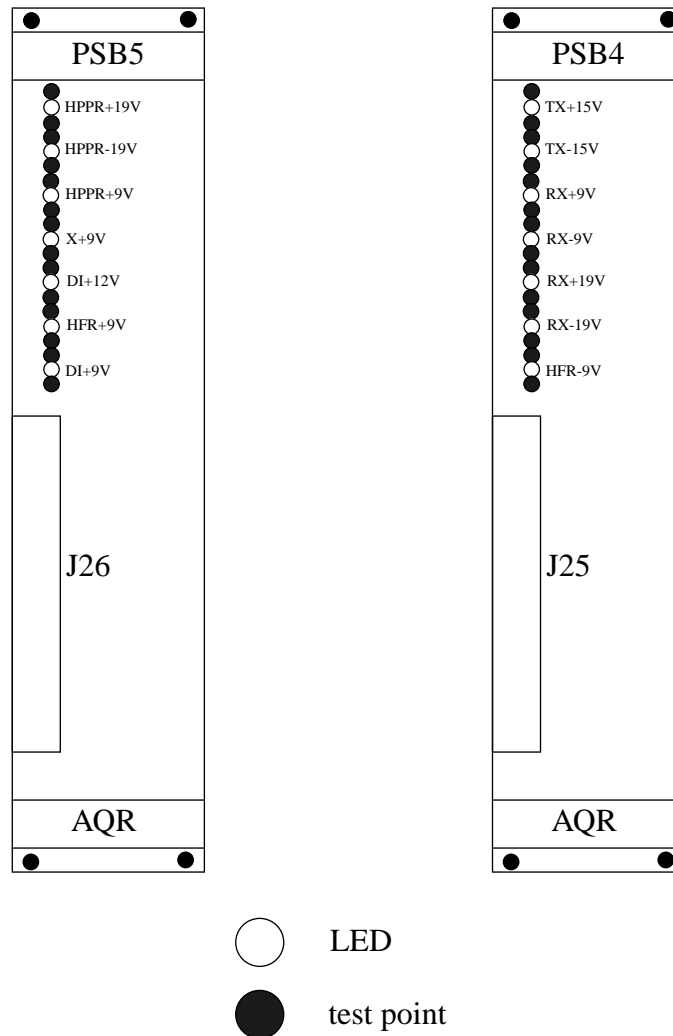 PSB5
HPPR+19V
HPPR-19V
HPPR+9V
X+9V
DI+12V
HFR+9V
DI+9V
J26
AQR
PSB4
TX+15V
TX-15V
RX+9V
RX-9V
RX+19V
RX-19V
HFR-9V
J25
AQR
LED
test point